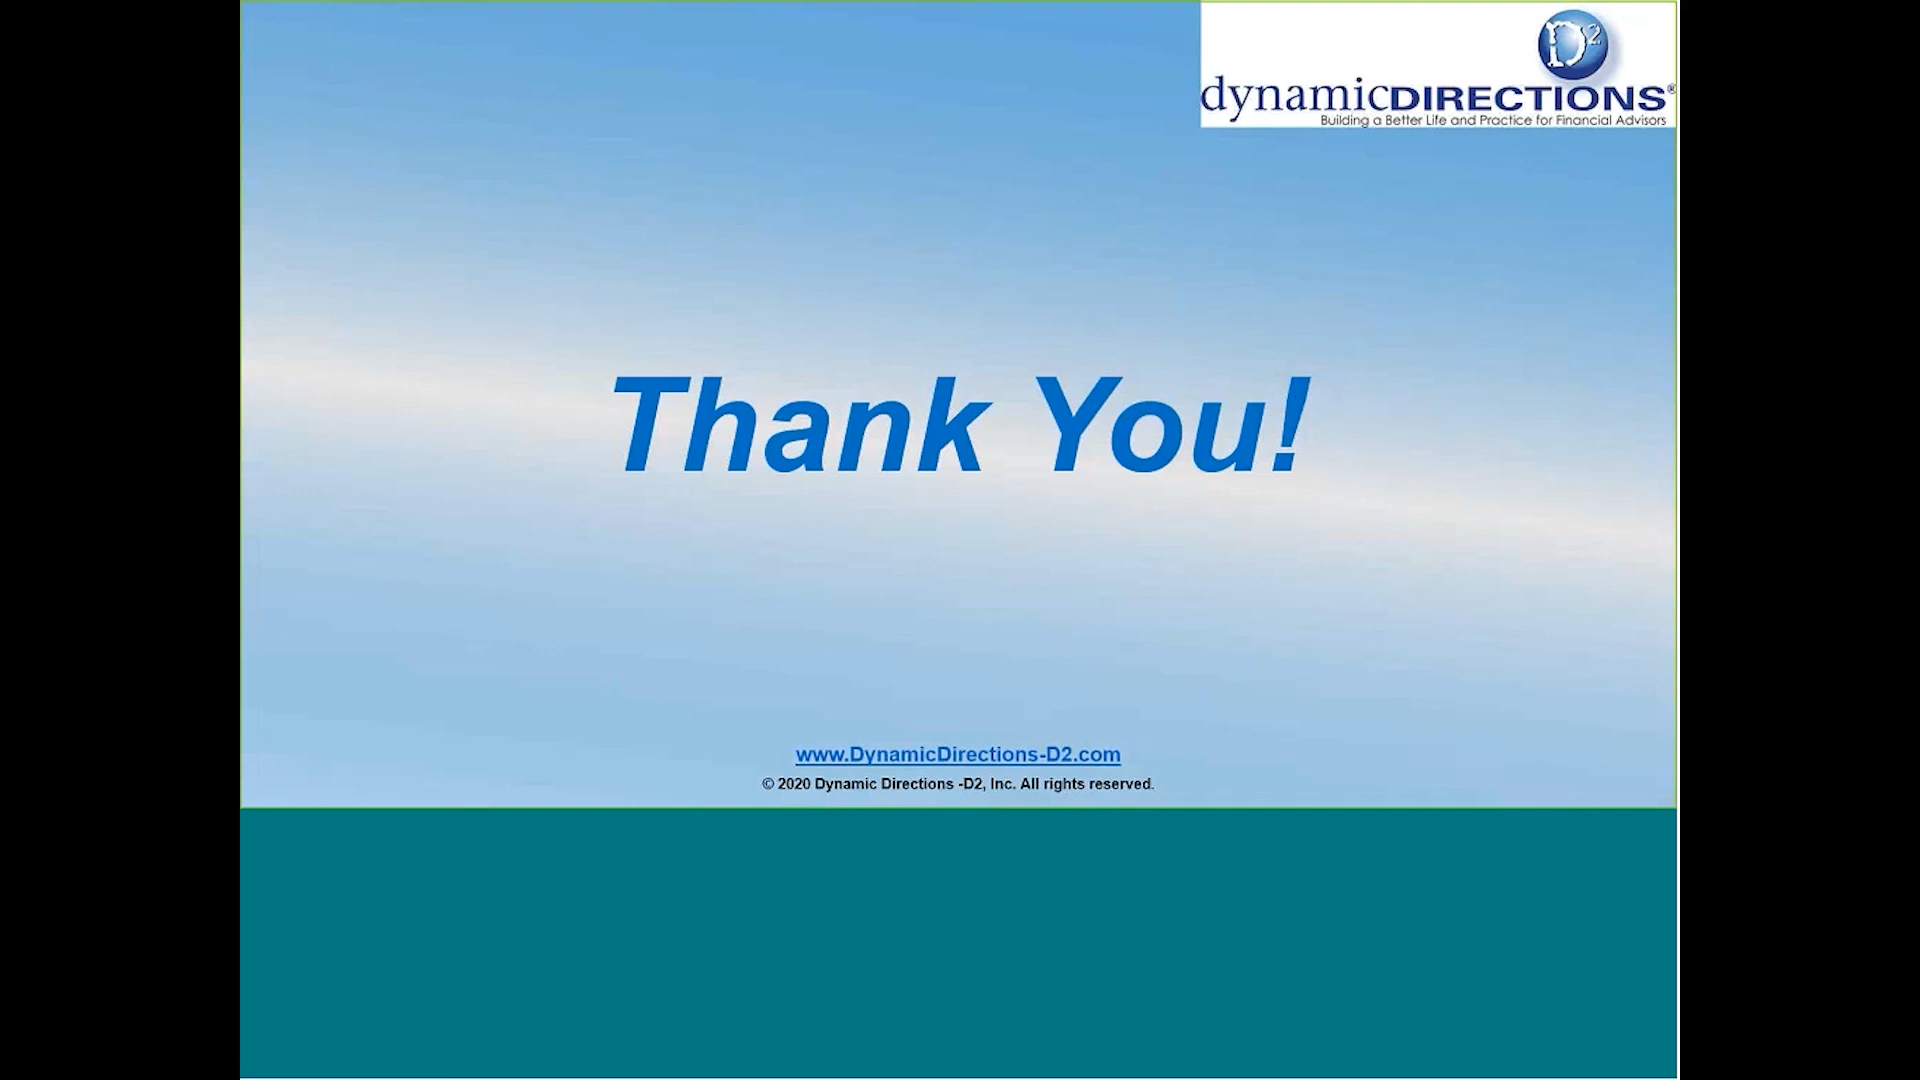 D2
dynamicDIRECTIONS®
Building a Better Life and Practice for Financial Advisors
Thank You!
www.DynamicDirections-D2.com
© 2020 Dynamic Directions -D2, Inc. All rights reserved.